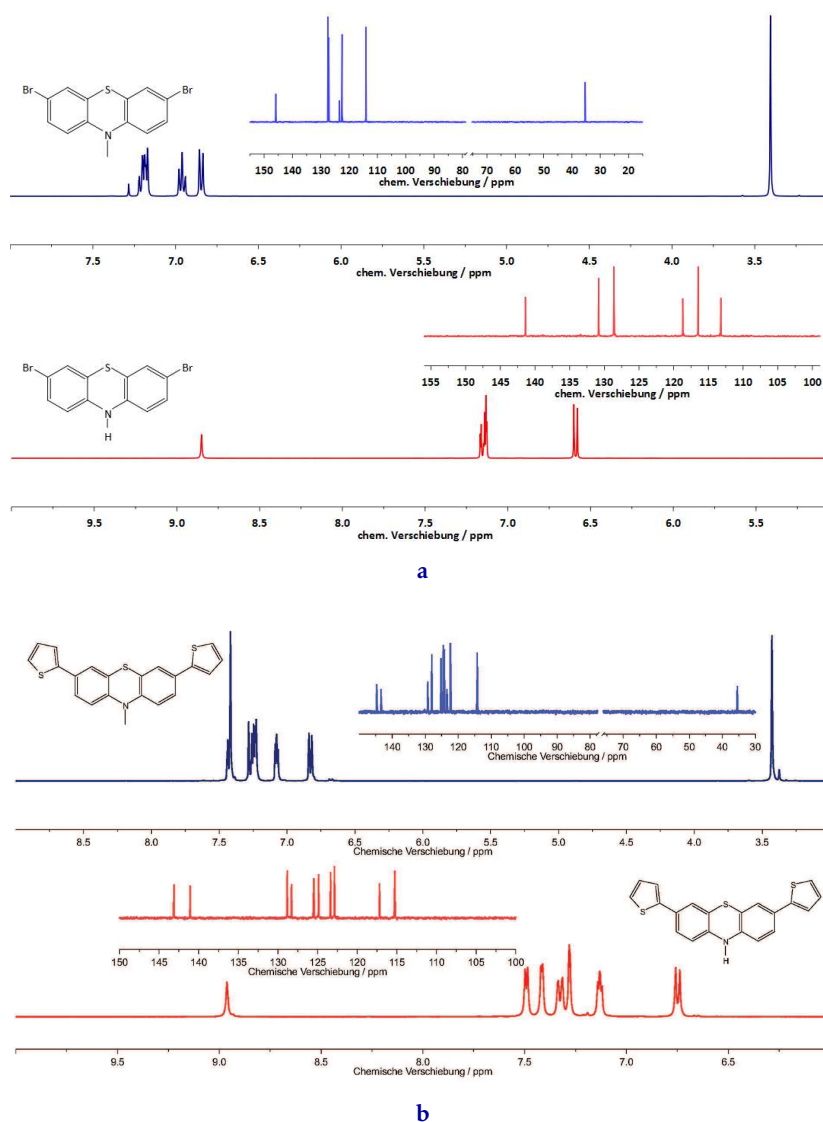 S
Br
Br
N
150 140 130 120 110 100 90 80 70 60 50 40 30 20
chem. Verschiebung / ppm
7.5 7.0 6.5 6.0 5.5 5.0 4.5 4.0 3.5
chem. Verschiebung / ppm
S
Br
Br
N
H
155 150 145 140 135 130 125 120 115 110 105 100
chem. Verschiebung / ppm
9.5 9.0 8.5 8.0 7.5 7.0 6.5 6.0 5.5
chem. Verschiebung / ppm
a
S
S
S
N
140 130 120 110 100 90 80 70 60 50 40 30
Chemische Verschiebung / ppm
8.5 8.0 7.5 7.0 6.5 6.0 5.5 5.0 4.5 4.0 3.5
Chemische Verschiebung / ppm
150 145 140 135 130 125 120 115 110 105 100
Chemische Verschiebung / ppm
S
S
S
N
H
9.5 9.0 8.5 8.0 7.5 7.0 6.5
Chemische Verschiebung / ppm
b